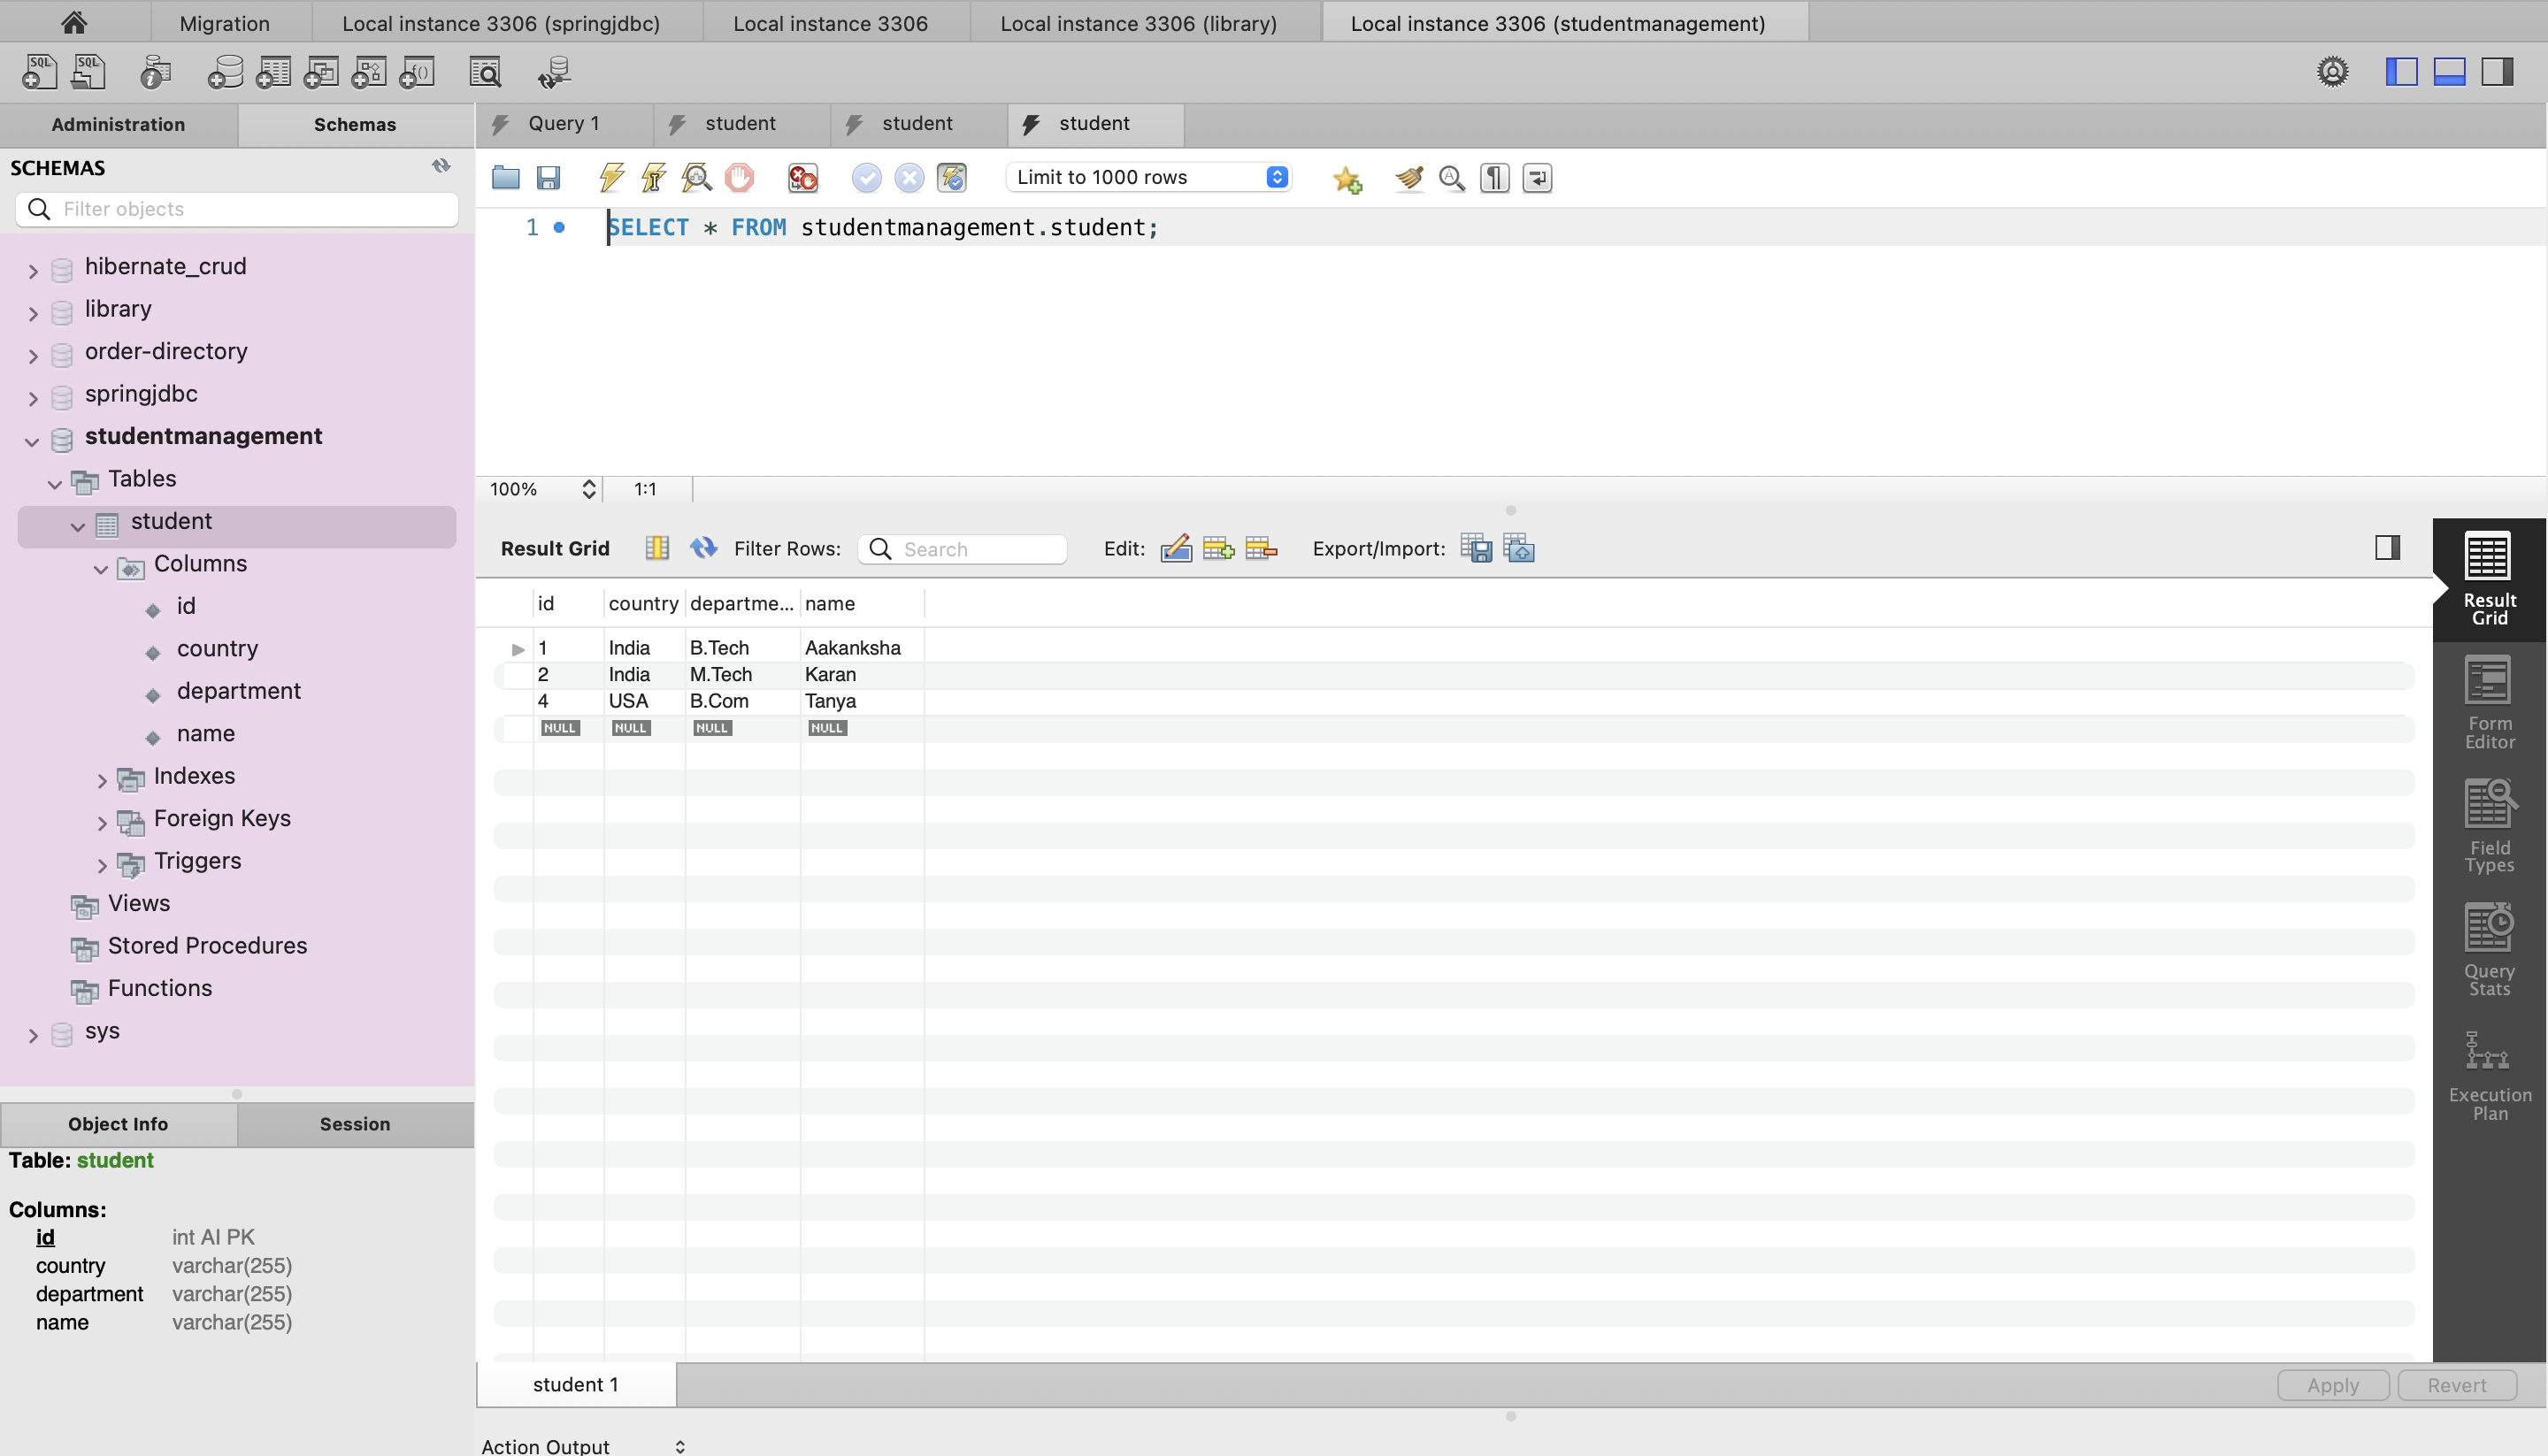 Migration
Local instance 3306 (springjdbc)
Local instance 3306
Local instance 3306 (library)
Local instance 3306 (studentmanagement)
SQL
SQL
Administration
Schemas
Query 1
student
student
student
SCHEMAS
Filter objects
Limit to 1000 rows
1
SELECT * FROM studentmanagement.student;
hibernate_crud
library
order-directory
springjdbc
studentmanagement
Tables
student
Columns
id
country
department
name
Indexes
Foreign Keys
Triggers
Views
Stored Procedures
Functions
sys
100%
1:1
Result Grid
Filter Rows:
Search
Edit:
Export/Import:
id country departme... name
1 India B.Tech Aakanksha
2 India M.Tech Karan
4 USA B.Com Tanya
NULL NULL NULL NULL
Result
Grid
Form
Editor
Field
Types
Query
Stats
Execution
Plan
Object Info
Session
Table: student
Columns:
id int AI PK
country varchar(255)
department varchar(255)
name varchar(255)
student 1
Apply
Revert
Action Output